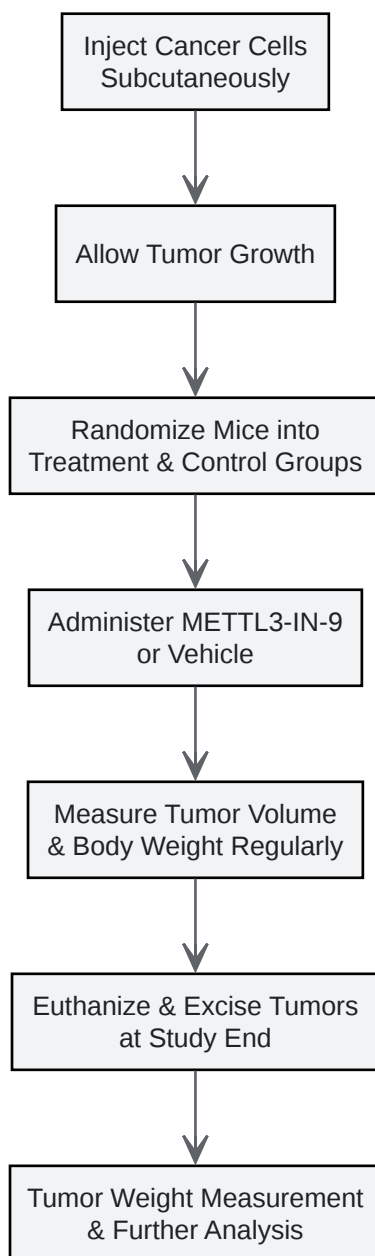 Inject Cancer Cells
Subcutaneously
Allow Tumor Growth
Randomize Mice into
Treatment & Control Groups
Administer METTL3-IN-9
or Vehicle
Measure Tumor Volume
& Body Weight Regularly
Euthanize & Excise Tumors
at Study End
Tumor Weight Measurement
& Further Analysis